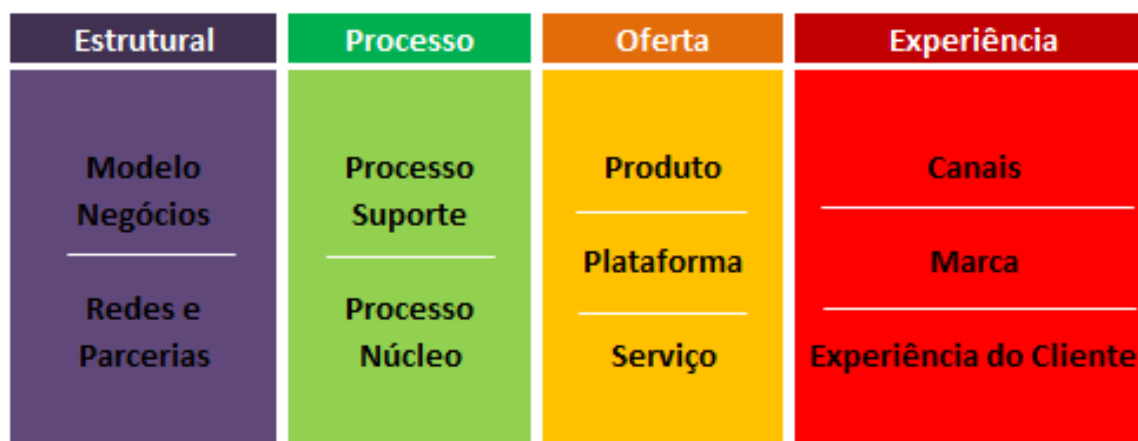 Estrutural
Modelo
Negócios
Redes e
Parcerias
Processo
Processo
Suporte
Processo
Núcleo
Oferta
Produto
Plataforma
Serviço
Experiência
Canais
Marca
Experiência do Cliente